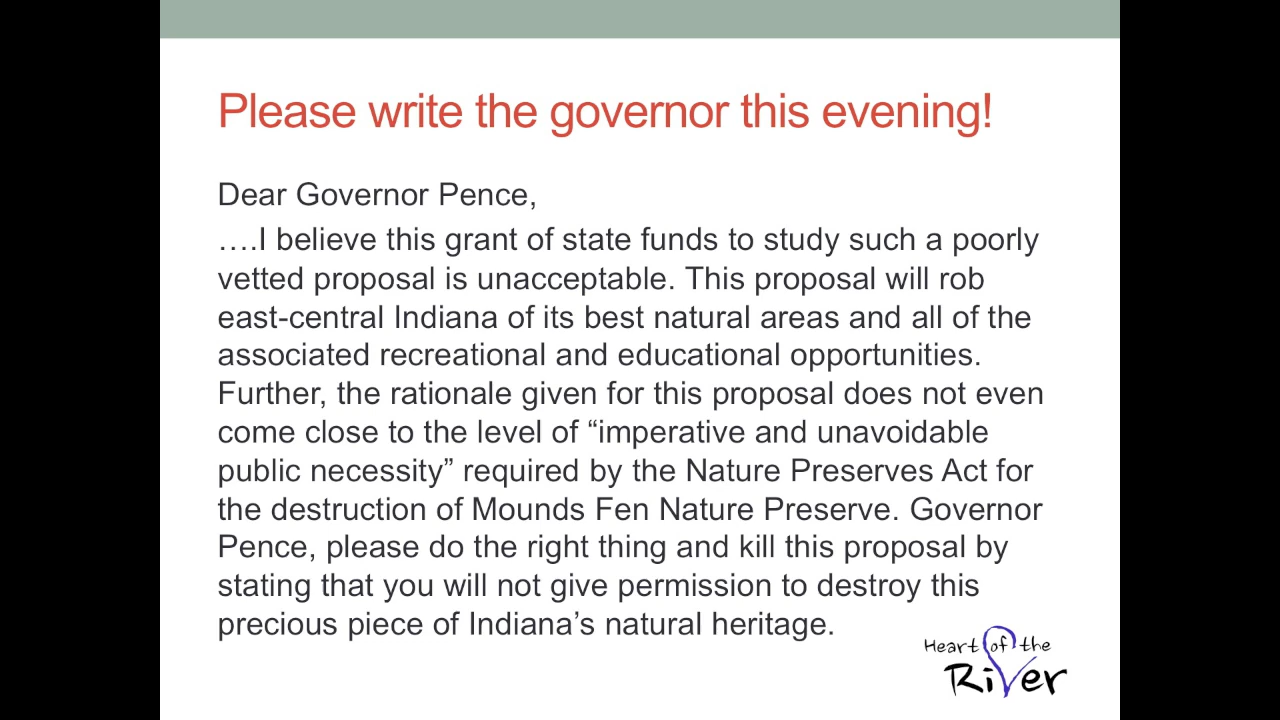 Please write the governor this evening!
Dear Governor Pence,
….I believe this grant of state funds to study such a poorly
vetted proposal is unacceptable. This proposal will rob
east-central Indiana of its best natural areas and all of the
associated recreational and educational opportunities.
Further, the rationale given for this proposal does not even
come close to the level of “imperative and unavoidable
public necessity” required by the Nature Preserves Act for
the destruction of Mounds Fen Nature Preserve. Governor
Pence, please do the right thing and kill this proposal by
stating that you will not give permission to destroy this
precious piece of Indiana’s natural heritage.
Heart of the
River